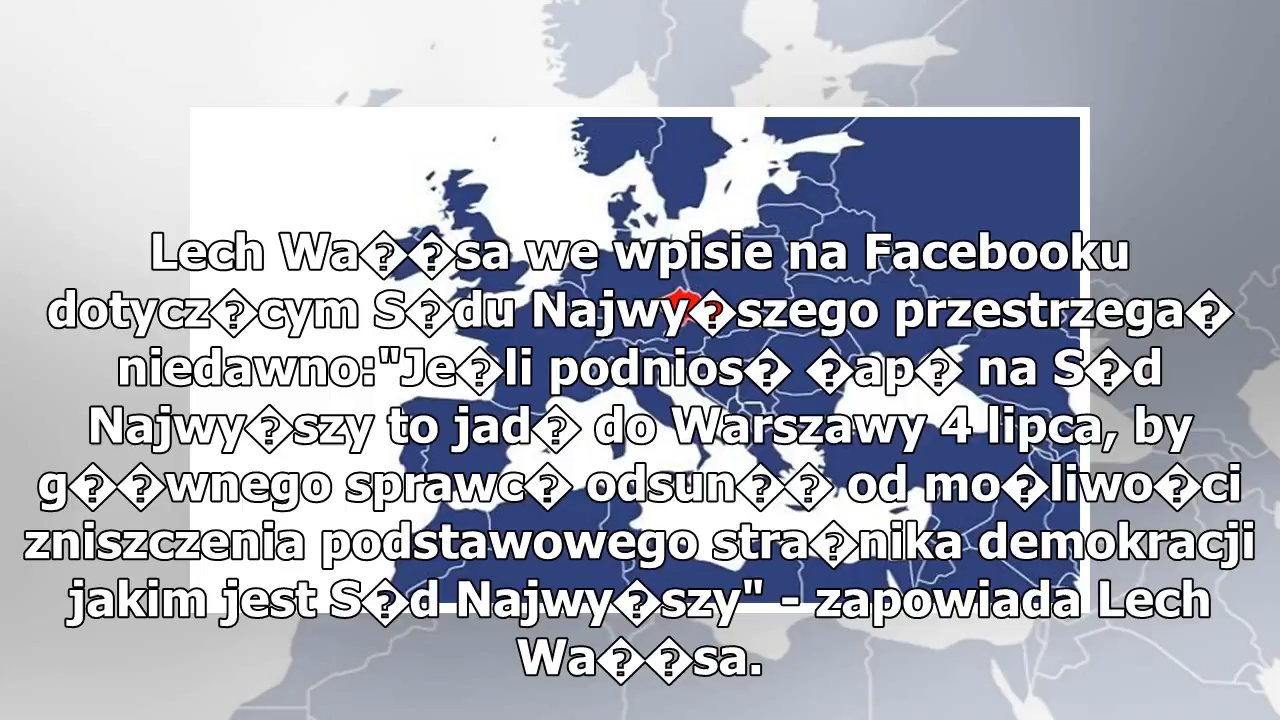 Lech Wa��sa we wpisie na Facebooku
dotycz�cym S�du Najwy�szego przestrzega�
niedawno:"Je�li podnios� �ap� na S�d
Najwy�szy to jad� do Warszawy 4 lipca, by
g��wnego sprawc� odsun�� od mo�liwo�ci
zniszczenia podstawowego stra�nika demokracji
jakim jest S�d Najwy�szy" - zapowiada Lech
Wa��sa.